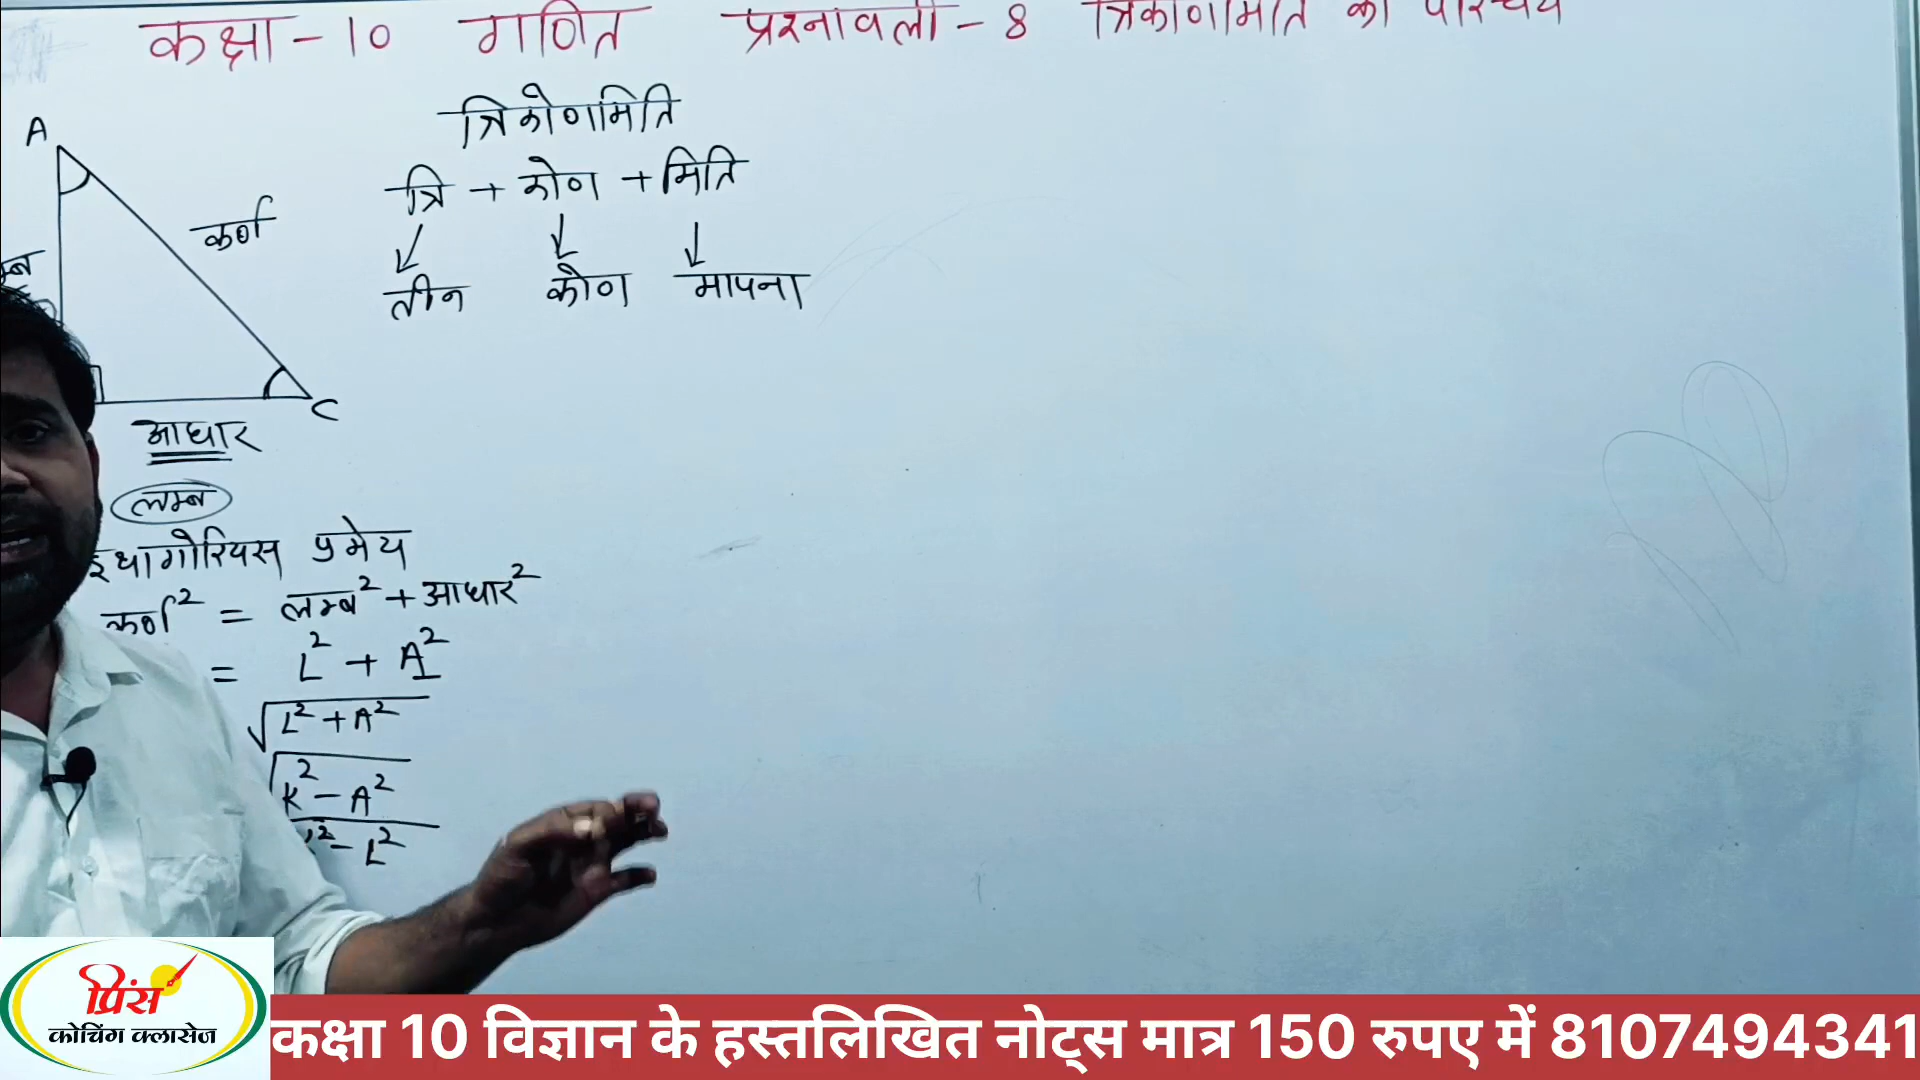 कक्षा - 10 गणित प्रश्नावली - 8 त्रिकोणमिति का परिचय
त्रिकोणमिति
त्रि + कोण + मिति
तीन कोण मापना
A
कर्ण
C
आधार
लम्ब
पाइथागोरियस प्रमेय
कर्ण² = लम्ब² + आधार²
= L² + A²
√L² + A²
K² - A²
² - L²
प्रिंस
कोचिंग क्लासेज
कक्षा 10 विज्ञान के हस्तलिखित नोट्स मात्र 150 रुपए में 8107494341